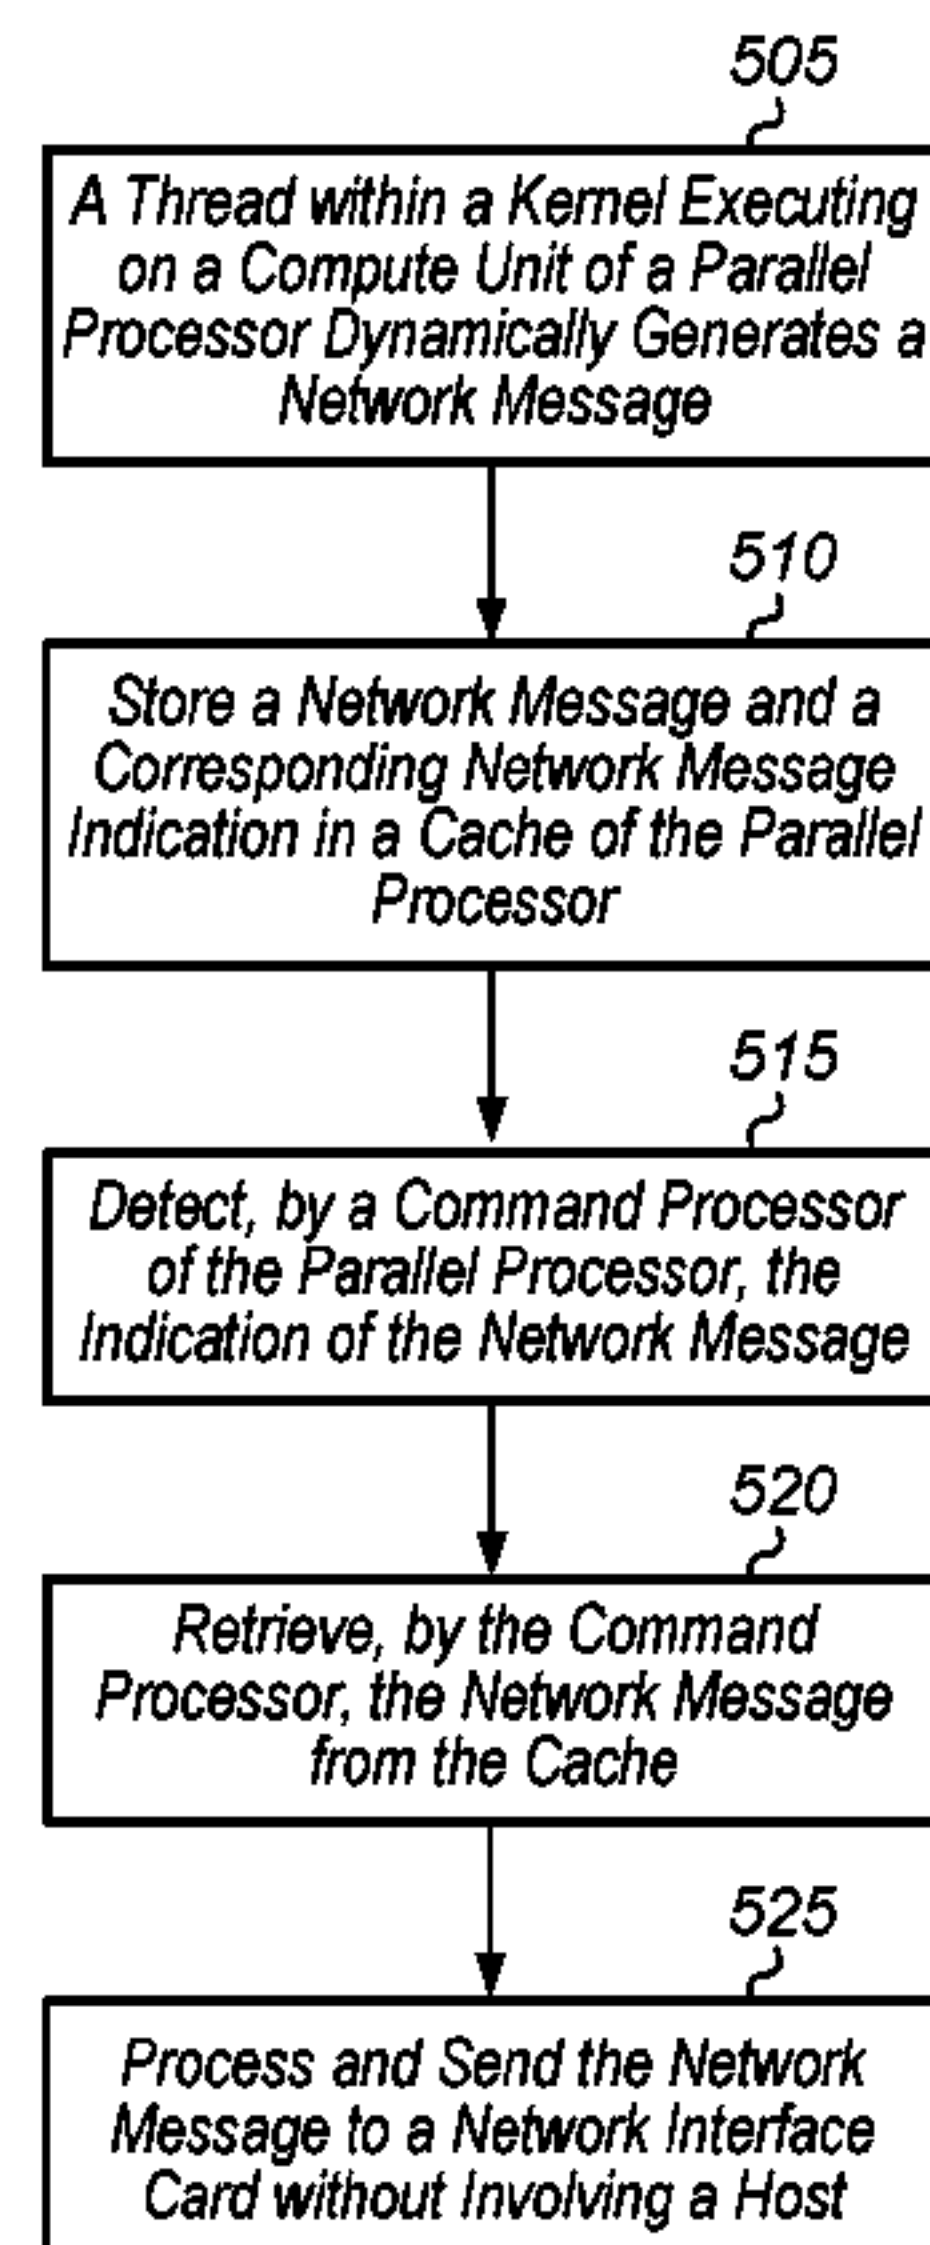 505
A Thread within a Kernel Executing
on a Compute Unit of a Parallel
Processor Dynamically Generates a
Network Message
510
Store a Network Message and a
Corresponding Network Message
Indication in a Cache of the Parallel
Processor
515
Detect, by a Command Processor
of the Parallel Processor, the
Indication of the Network Message
520
Retrieve, by the Command
Processor, the Network Message
from the Cache
525
Process and Send the Network
Message to a Network Interface
Card without Involving a Host